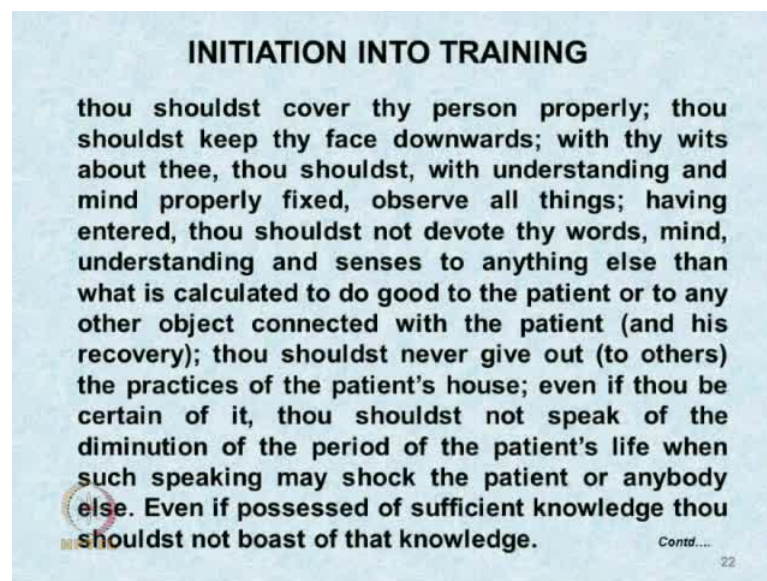 INITIATION INTO TRAINING
thou shouldst cover thy person properly; thou
shouldst keep thy face downwards; with thy wits
about thee, thou shouldst, with understanding and
mind properly fixed, observe all things; having
entered, thou shouldst not devote thy words, mind,
understanding and senses to anything else than
what is calculated to do good to the patient or to any
other object connected with the patient (and his
recovery); thou shouldst never give out (to others)
the practices of the patient's house; even if thou be
certain of it, thou shouldst not speak of the
diminution of the period of the patient's life when
such speaking may shock the patient or anybody
else. Even if possessed of sufficient knowledge thou
shouldst not boast of that knowledge.
Contd....
22